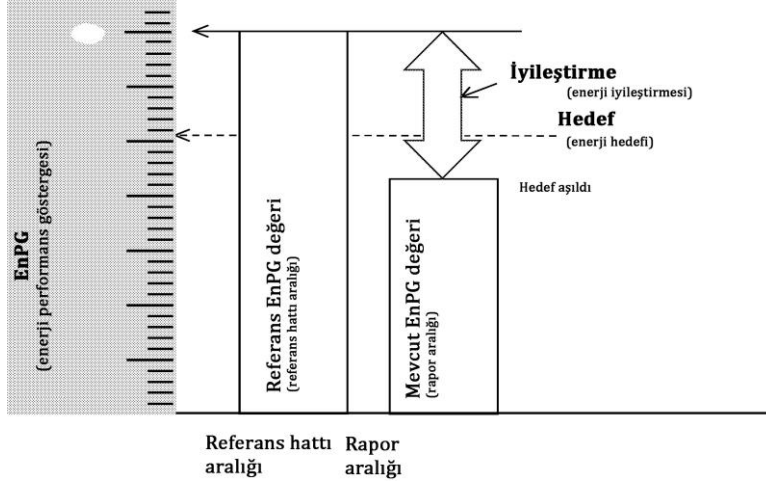 EnPG
(enerji performans göstergesi)
Referans EnPG değeri
(referans hattı aralığı)
Mevcut EnPG değeri
(rapor aralığı)
İyileştirme
(enerji iyileştirmesi)
Hedef
(enerji hedefi)
Hedef aşıldı
Referans hattı
aralığı
Rapor
aralığı